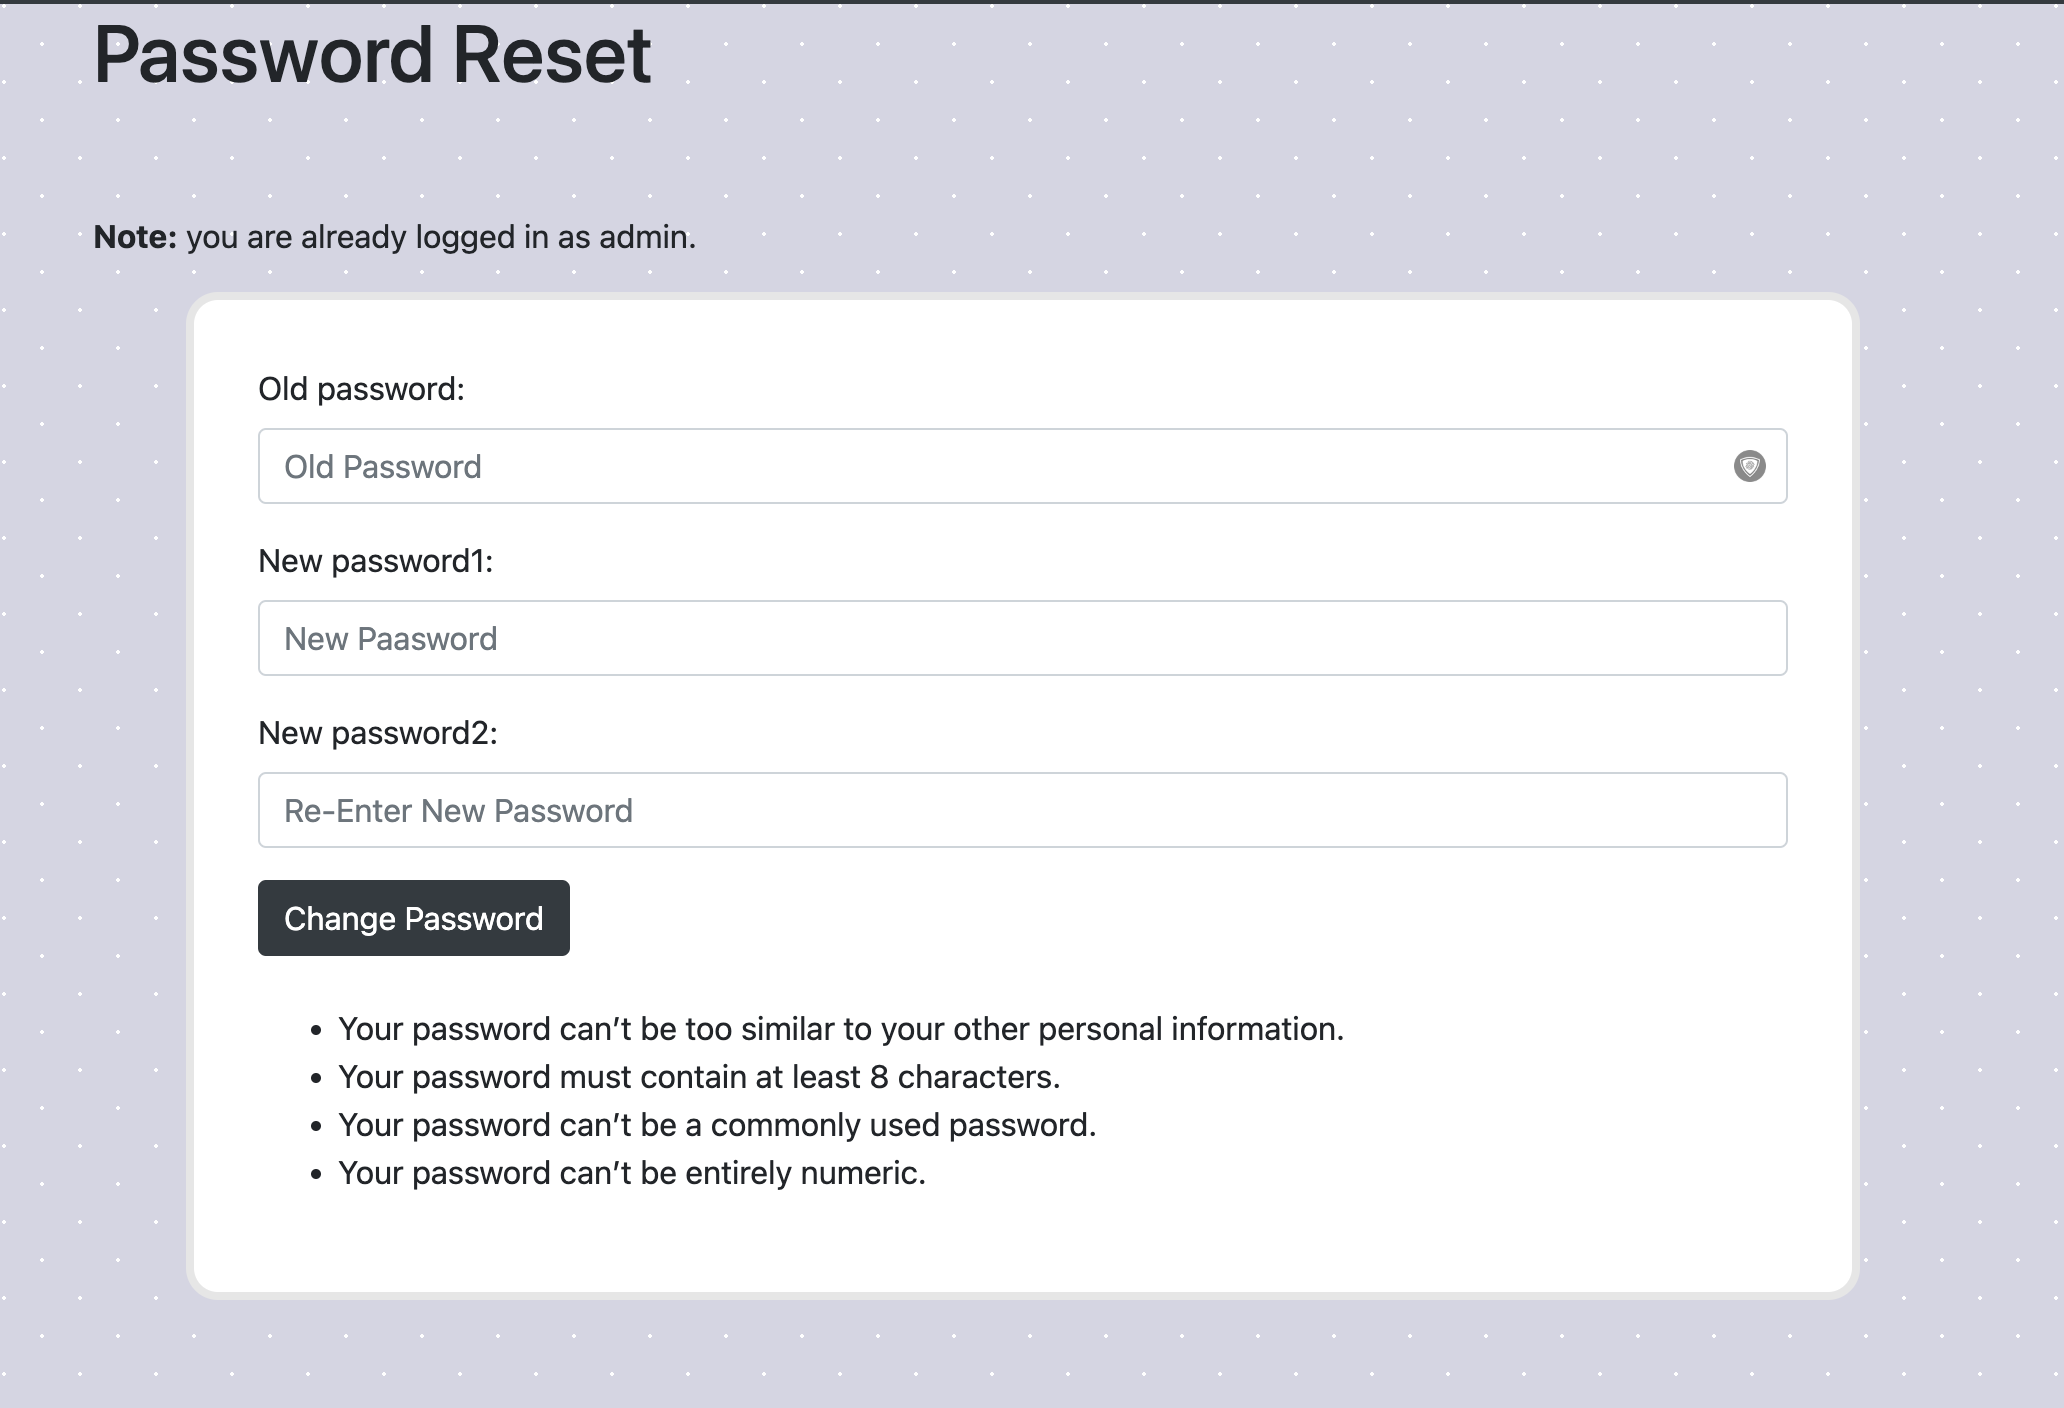 Password Reset
Note: you are already logged in as admin.
Old password:
Old Password
New password1:
New Paasword
New password2:
Re-Enter New Password
Change Password
• Your password can’t be too similar to your other personal information.
• Your password must contain at least 8 characters.
• Your password can’t be a commonly used password.
• Your password can’t be entirely numeric.